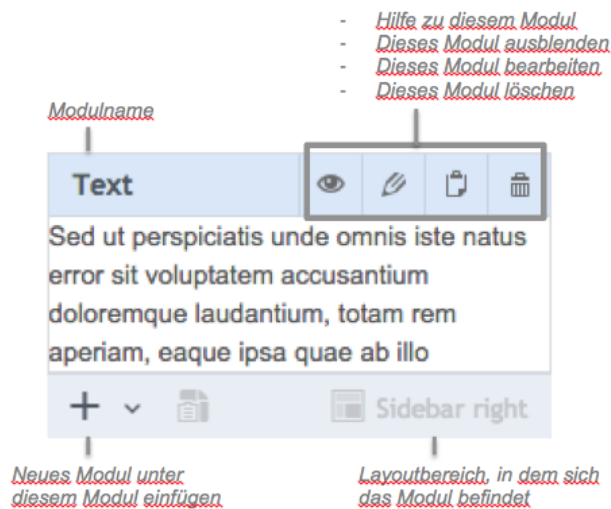 - Hilfe zu diesem Modul
- Dieses Modul ausblenden
- Dieses Modul bearbeiten
- Dieses Modul löschen
Modulname
Text
Sed ut perspiciatis unde omnis iste natus
error sit voluptatem accusantium
doloremque laudantium, totam rem
aperiam, eaque ipsa quae ab illo
Sidebar right
Neues Modul unter
diesem Modul einfügen
Layoutbereich, in dem sich
das Modul befindet